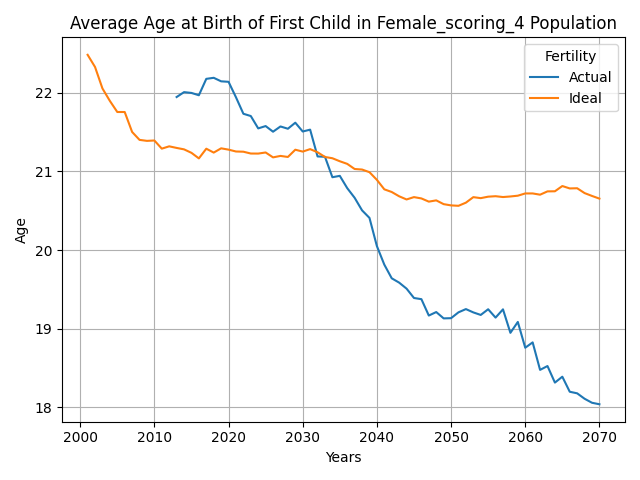 Average Age at Birth of First Child in Female_scoring_4 Population
Fertility
Actual
Ideal
Age
22
21
20
19
18
2000 2010 2020 2030 2040 2050 2060 2070
Years